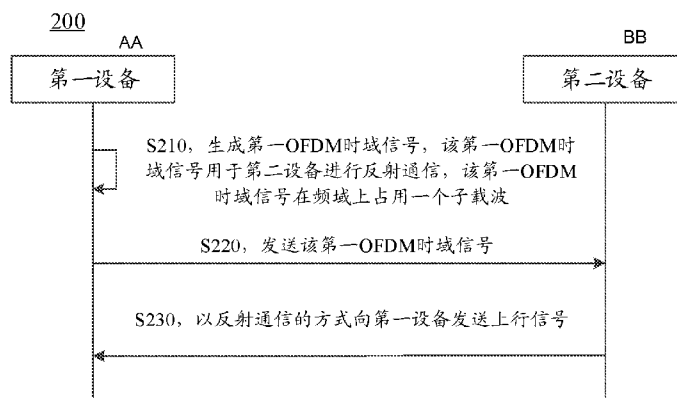 200
AA
BB
第一设备
第二设备
S210，生成第一OFDM时域信号，该第一OFDM时
域信号用于第二设备进行反射通信，该第一OFDM
时域信号在频域上占用一个子载波
S220，发送该第一OFDM时域信号
S230，以反射通信的方式向第一设备发送上行信号